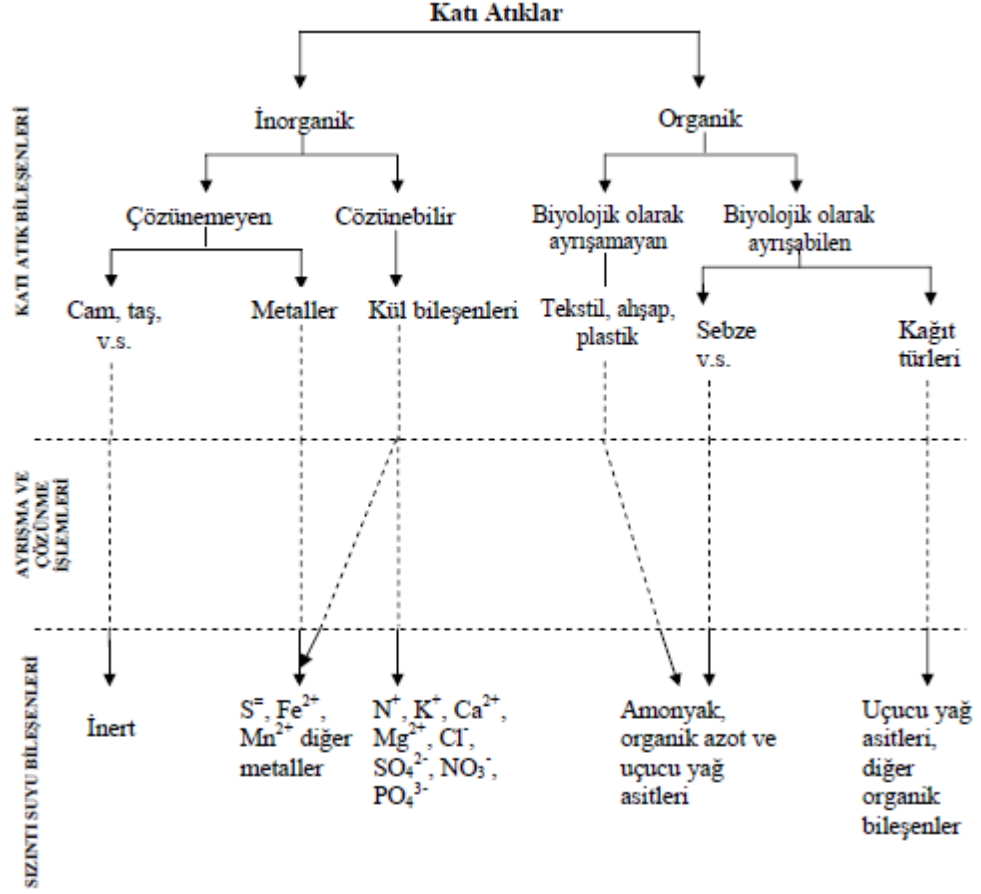 Katı Atıklar
KATI ATIK BİLEŞENLERİ
İnorganik
Organik
Çözünemeyen
Cözünebilir
Biyolojik olarak
ayrışamayan
Biyolojik olarak
ayrışabilen
Cam, taş,
v.s.
Metaller
Kül bileşenleri
Tekstil, ahşap,
plastik
Sebze
v.s.
Kağıt
türleri
AYRIŞMA VE
ÇÖZÜNME
İŞLEMLERİ
SIZINTI SUYU BİLEŞENLERİ
İnert
S⁼, Fe²⁺,
Mn²⁺ diğer
metaller
N⁺, K⁺, Ca²⁺,
Mg²⁺, Cl⁻,
SO₄²⁻, NO₃⁻,
PO₄³⁻
Amonyak,
organik azot ve
uçucu yağ
asitleri
Uçucu yağ
asitleri,
diğer
organik
bileşenler